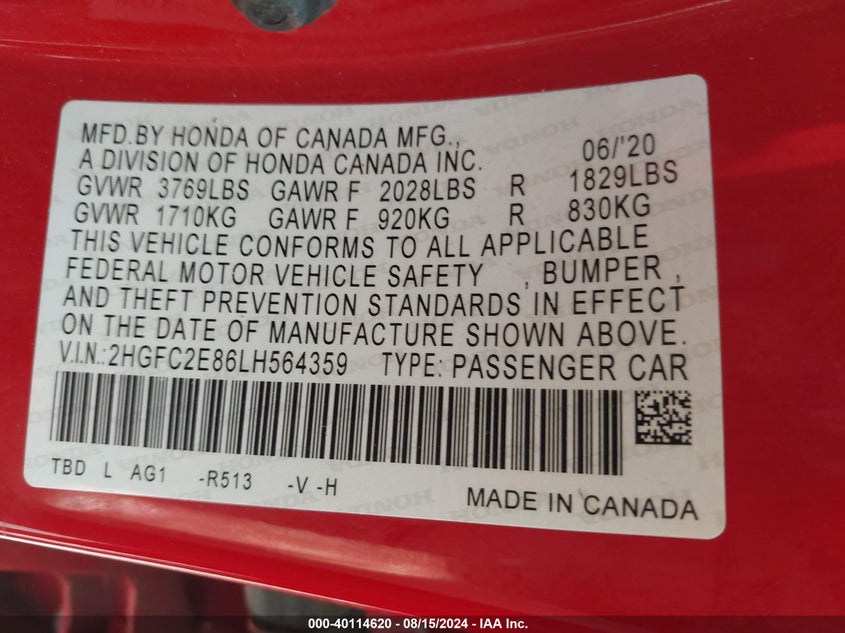 MFD.BY HONDA OF CANADA MFG.,
A DIVISION OF HONDA CANADA INC. 06/'20
GVWR 3769LBS GAWR F 2028LBS R 1829LBS
GVWR 1710KG GAWR F 920KG R 830KG
THIS VEHICLE CONFORMS TO ALL APPLICABLE
FEDERAL MOTOR VEHICLE SAFETY , BUMPER ,
AND THEFT PREVENTION STANDARDS IN EFFECT
ON THE DATE OF MANUFACTURE SHOWN ABOVE.
V.I.N.:2HGFC2E86LH564359 TYPE: PASSENGER CAR
TBD L AG1 -R513 -V -H
MADE IN CANADA
000-40114620 - 08/15/2024 - IAA Inc.